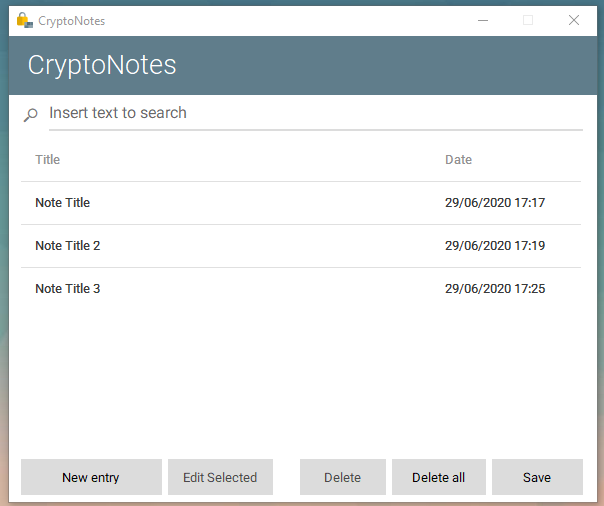 CryptoNotes
CryptoNotes
Insert text to search
Title Date
Note Title 29/06/2020 17:17
Note Title 2 29/06/2020 17:19
Note Title 3 29/06/2020 17:25
New entry Edit Selected Delete Delete all Save